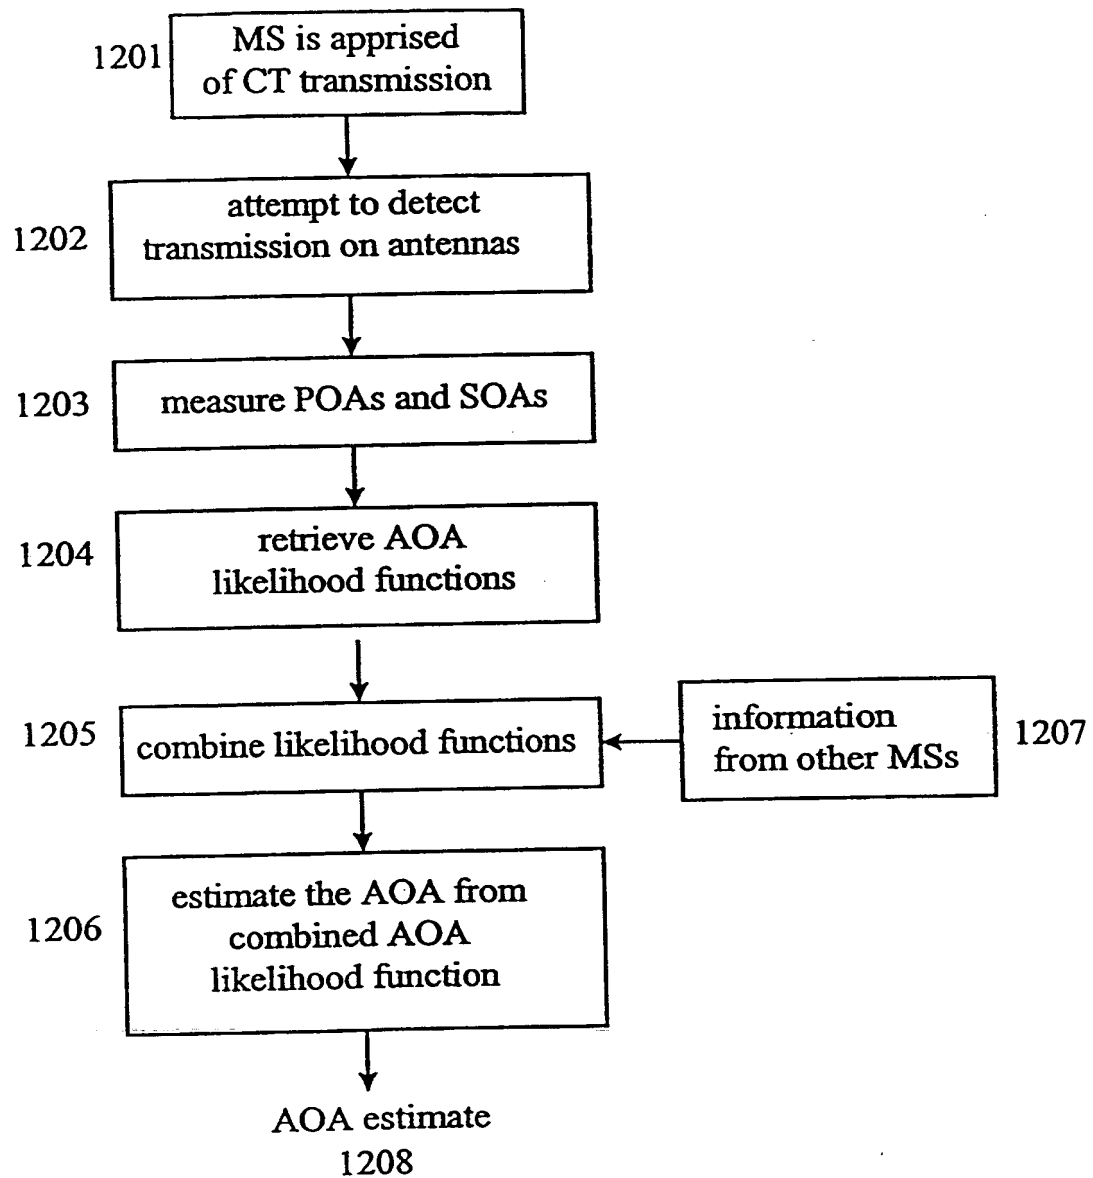 1201
MS is apprised
of CT transmission
1202
attempt to detect
transmission on antennas
1203
measure POAs and SOAs
1204
retrieve AOA
likelihood functions
1205
combine likelihood functions
information
from other MSs
1207
1206
estimate the AOA from
combined AOA
likelihood function
AOA estimate
1208